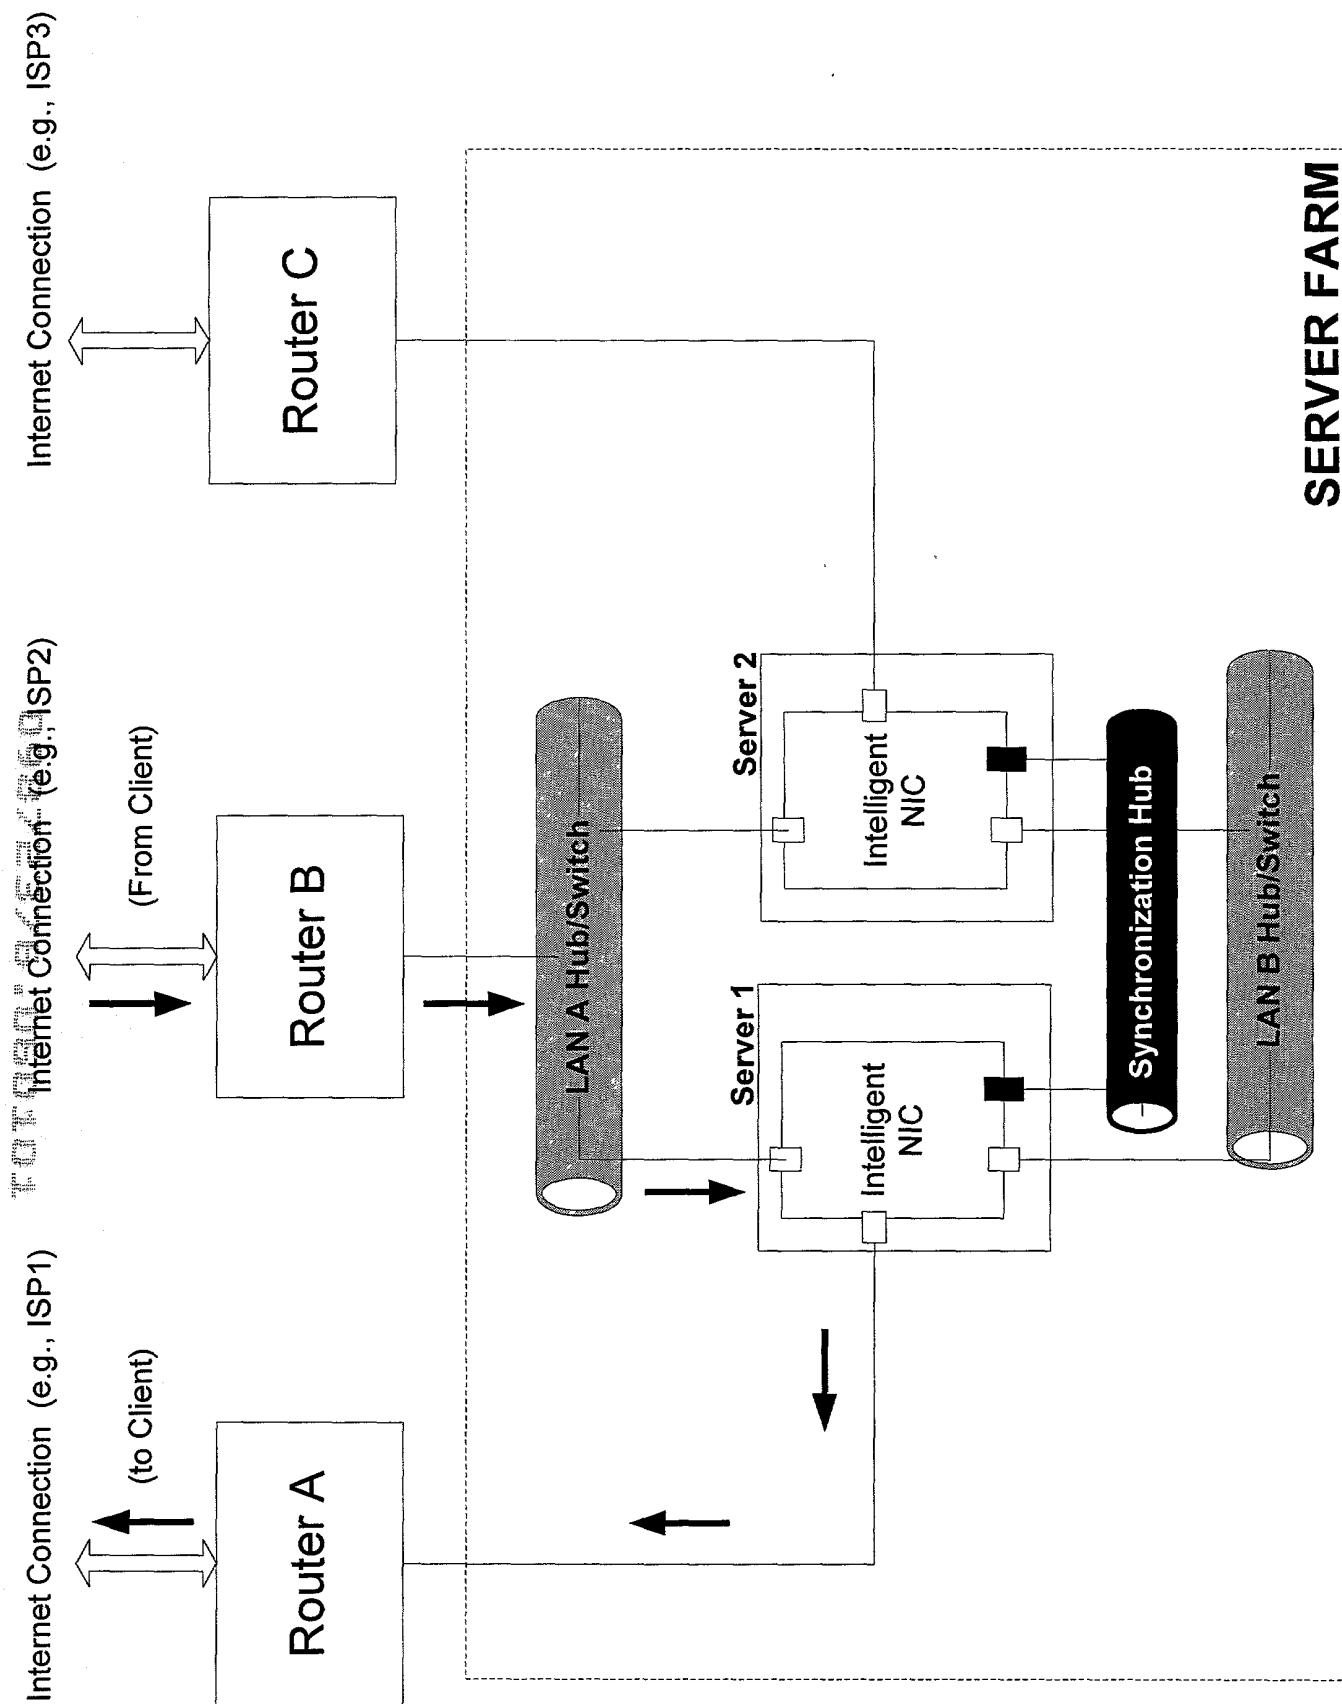 Internet Connection (e.g., ISP1)
(to Client)
Router A
Internet Connection (e.g., ISP2)
(From Client)
Router B
Internet Connection (e.g., ISP3)
Router C
LAN A Hub/Switch
Server 1
Intelligent
NIC
Server 2
Intelligent
NIC
Synchronization Hub
LAN B Hub/Switch
SERVER FARM